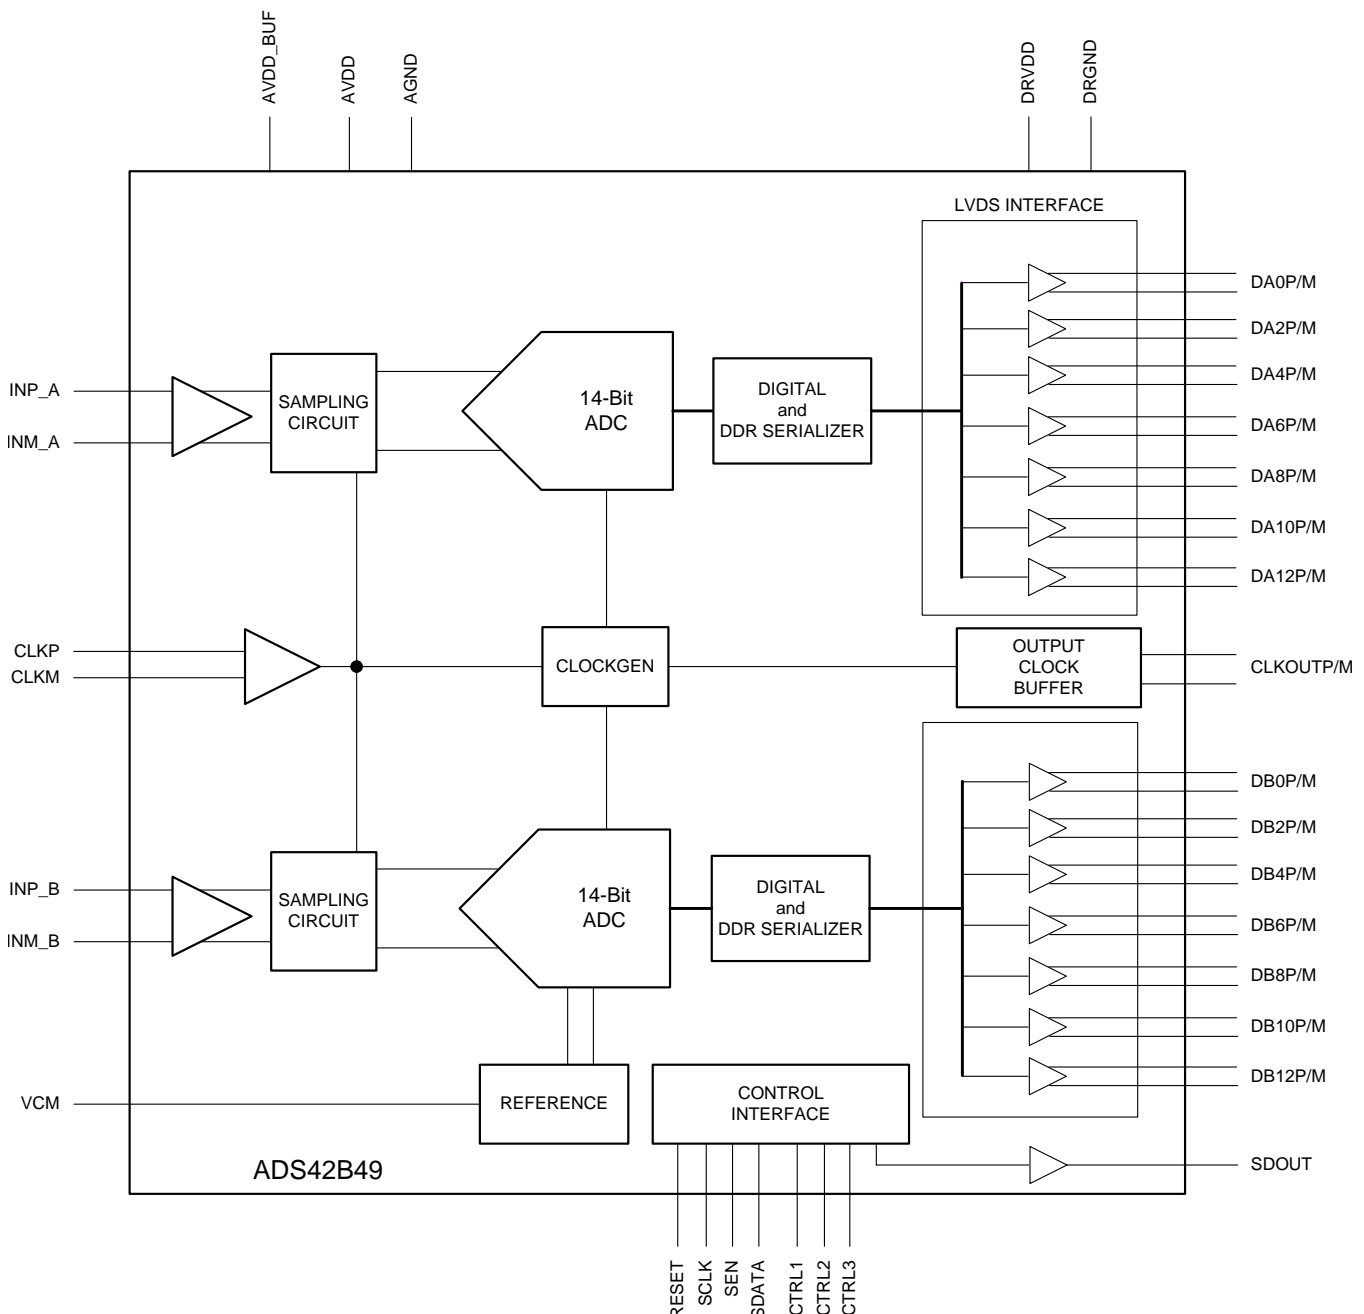 AVDD_BUF
AVDD
AGND
DRVDD
DRGND
LVDS INTERFACE
DA0P/M
DA2P/M
DA4P/M
DA6P/M
DA8P/M
DA10P/M
DA12P/M
INP_A
INM_A
SAMPLING
CIRCUIT
14-Bit
ADC
DIGITAL
and
DDR SERIALIZER
CLKP
CLKM
CLOCKGEN
OUTPUT
CLOCK
BUFFER
CLKOUTP/M
INP_B
INM_B
SAMPLING
CIRCUIT
14-Bit
ADC
DIGITAL
and
DDR SERIALIZER
DB0P/M
DB2P/M
DB4P/M
DB6P/M
DB8P/M
DB10P/M
DB12P/M
VCM
REFERENCE
CONTROL
INTERFACE
SDOUT
ADS42B49
RESET
SCLK
SEN
SDATA
CTRL1
CTRL2
CTRL3